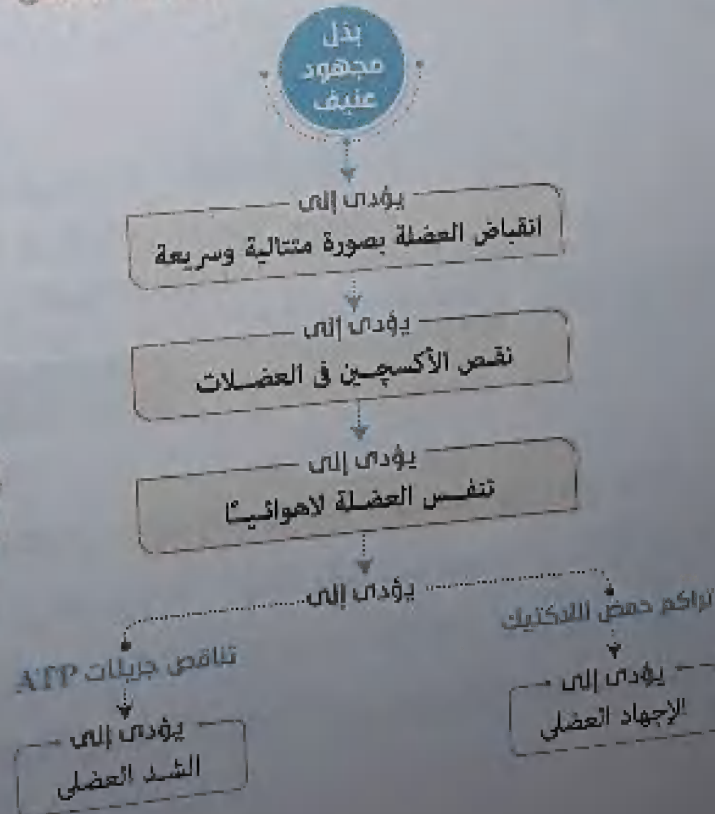 بذل
مجهود
عنيف
يؤدى إلى
انقباض العضلة بصورة متتالية وسريعة
يؤدى إلى
نقص الأكسچين فى العضلات
يؤدى إلى
تنفس العضلة لاهوائيًا
يؤدى إلى
تراكم حمض اللاكتيك
يؤدى إلى
الإجهاد العضلى
تناقص جزيئات ATP
يؤدى إلى
الشد العضلى